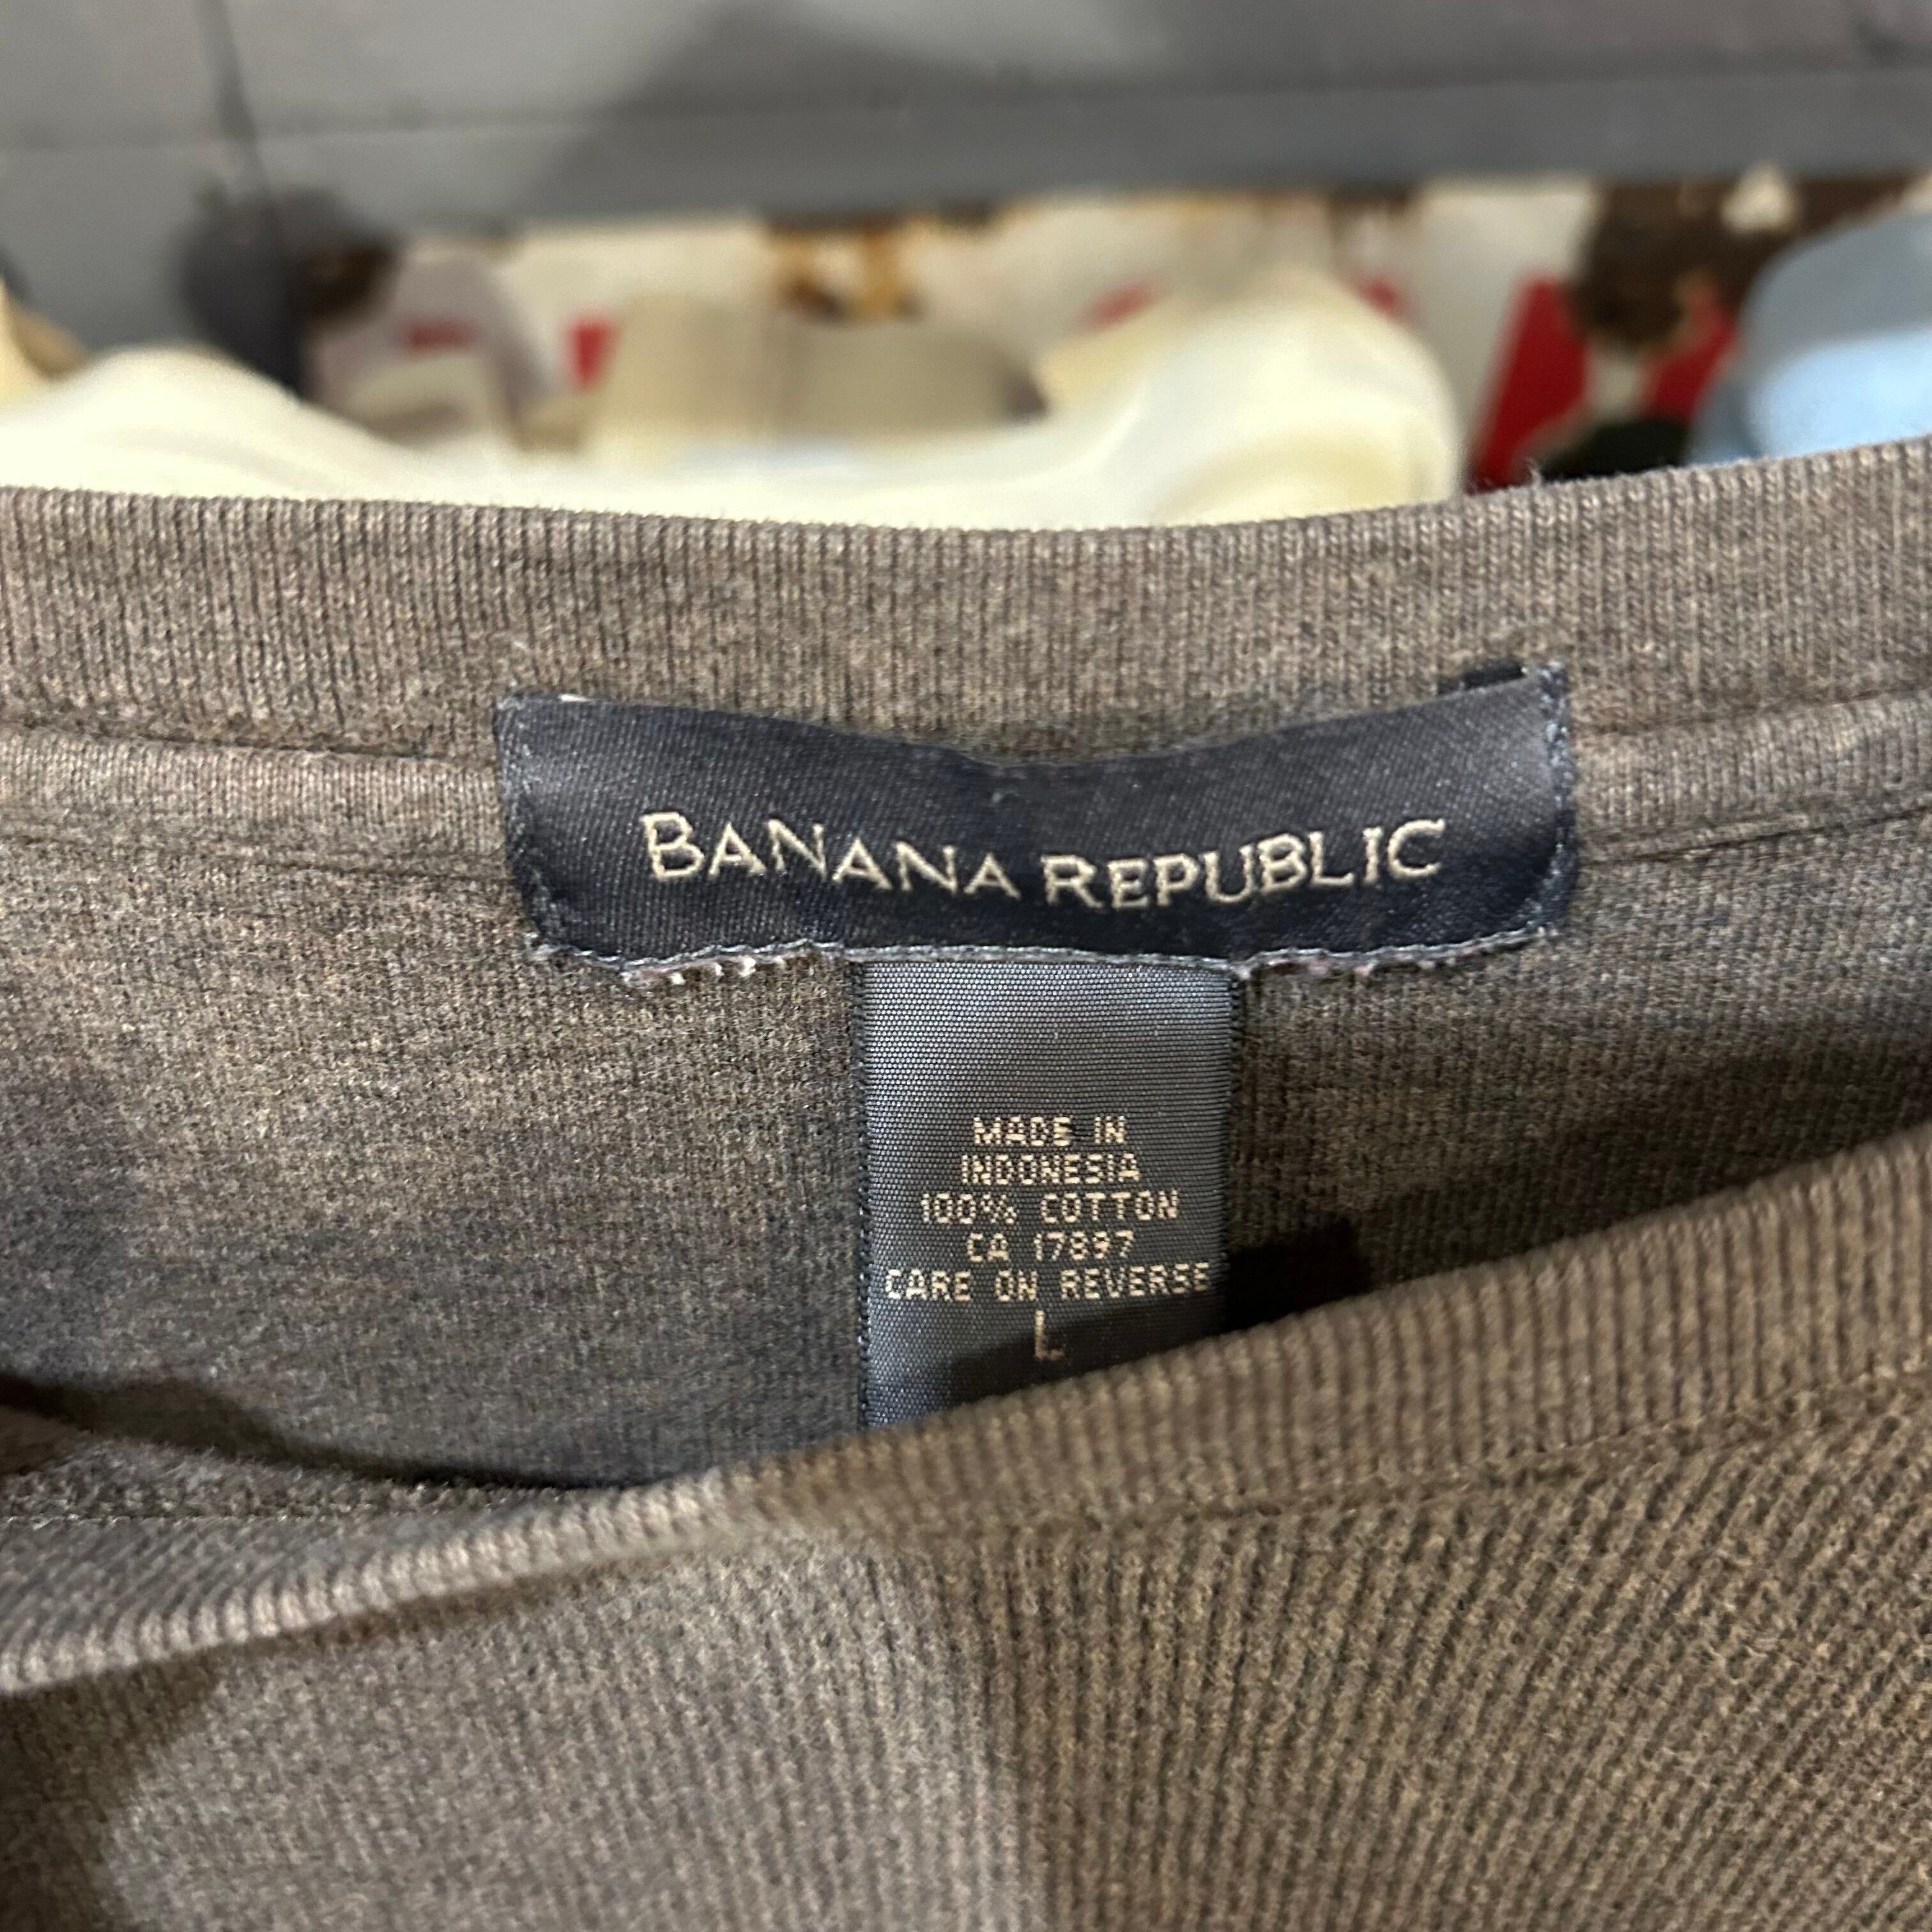 BANANA REPUBLIC
MADE IN
INDONESIA
100% COTTON
CA 17897
CARE ON REVERSE
L